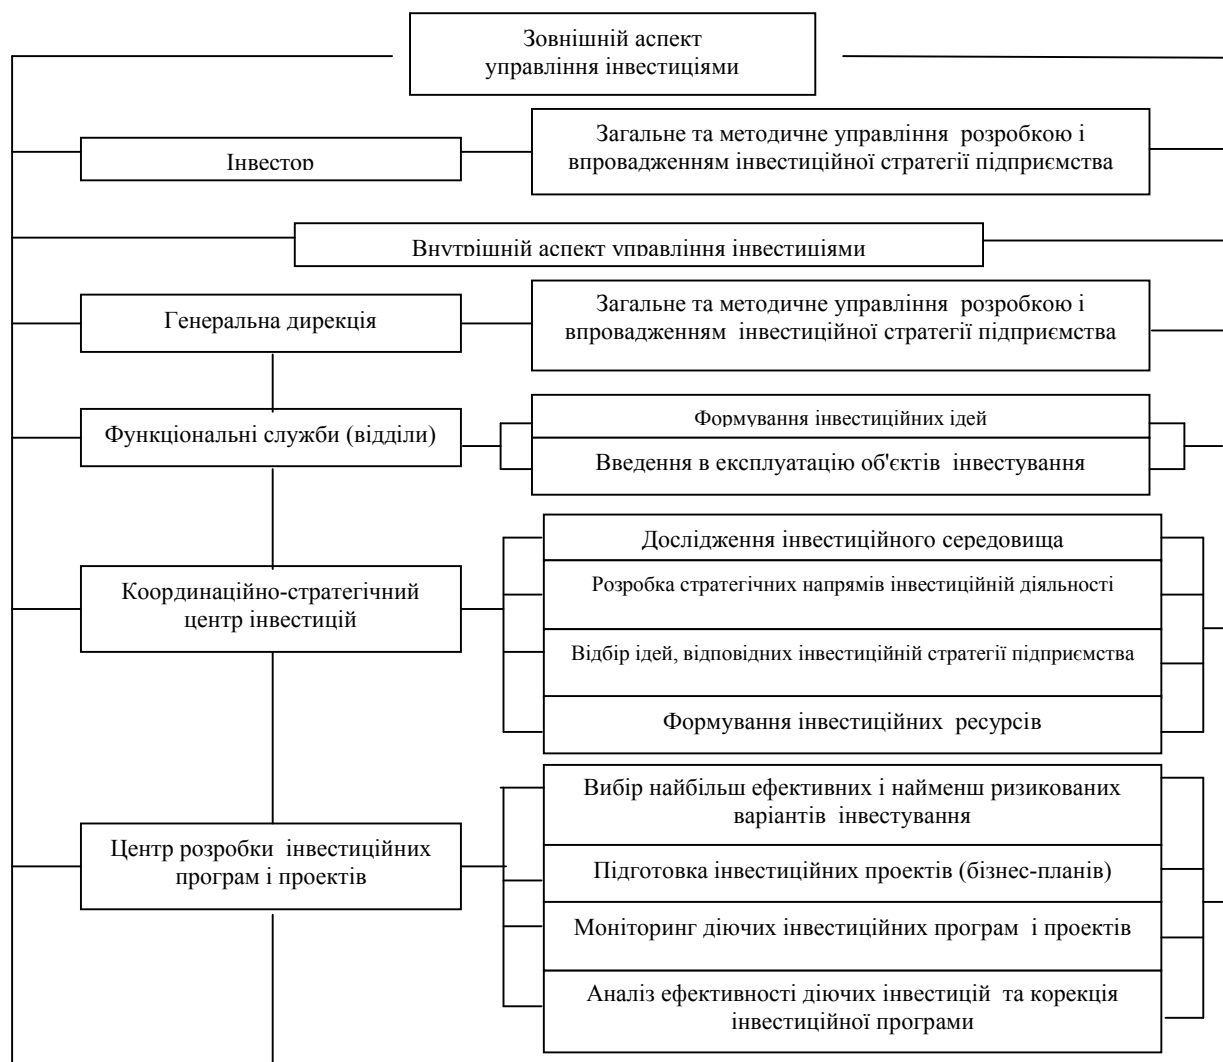 Зовнішній аспект
управління інвестиціями
Інвестор
Загальне та методичне управління розробкою і
впровадженням інвестиційної стратегії підприємства
Внутрішній аспект управління інвестиціями
Генеральна дирекція
Загальне та методичне управління розробкою і
впровадженням інвестиційної стратегії підприємства
Функціональні служби (відділи)
Формування інвестиційних ідей
Введення в експлуатацію об'єктів інвестування
Координаційно-стратегічний
центр інвестицій
Дослідження інвестиційного середовища
Розробка стратегічних напрямів інвестиційній діяльності
Відбір ідей, відповідних інвестиційній стратегії підприємства
Формування інвестиційних ресурсів
Центр розробки інвестиційних
програм і проектів
Вибір найбільш ефективних і найменш ризикованих
варіантів інвестування
Підготовка інвестиційних проектів (бізнес-планів)
Моніторинг діючих інвестиційних програм і проектів
Аналіз ефективності діючих інвестицій та корекція
інвестиційної програми